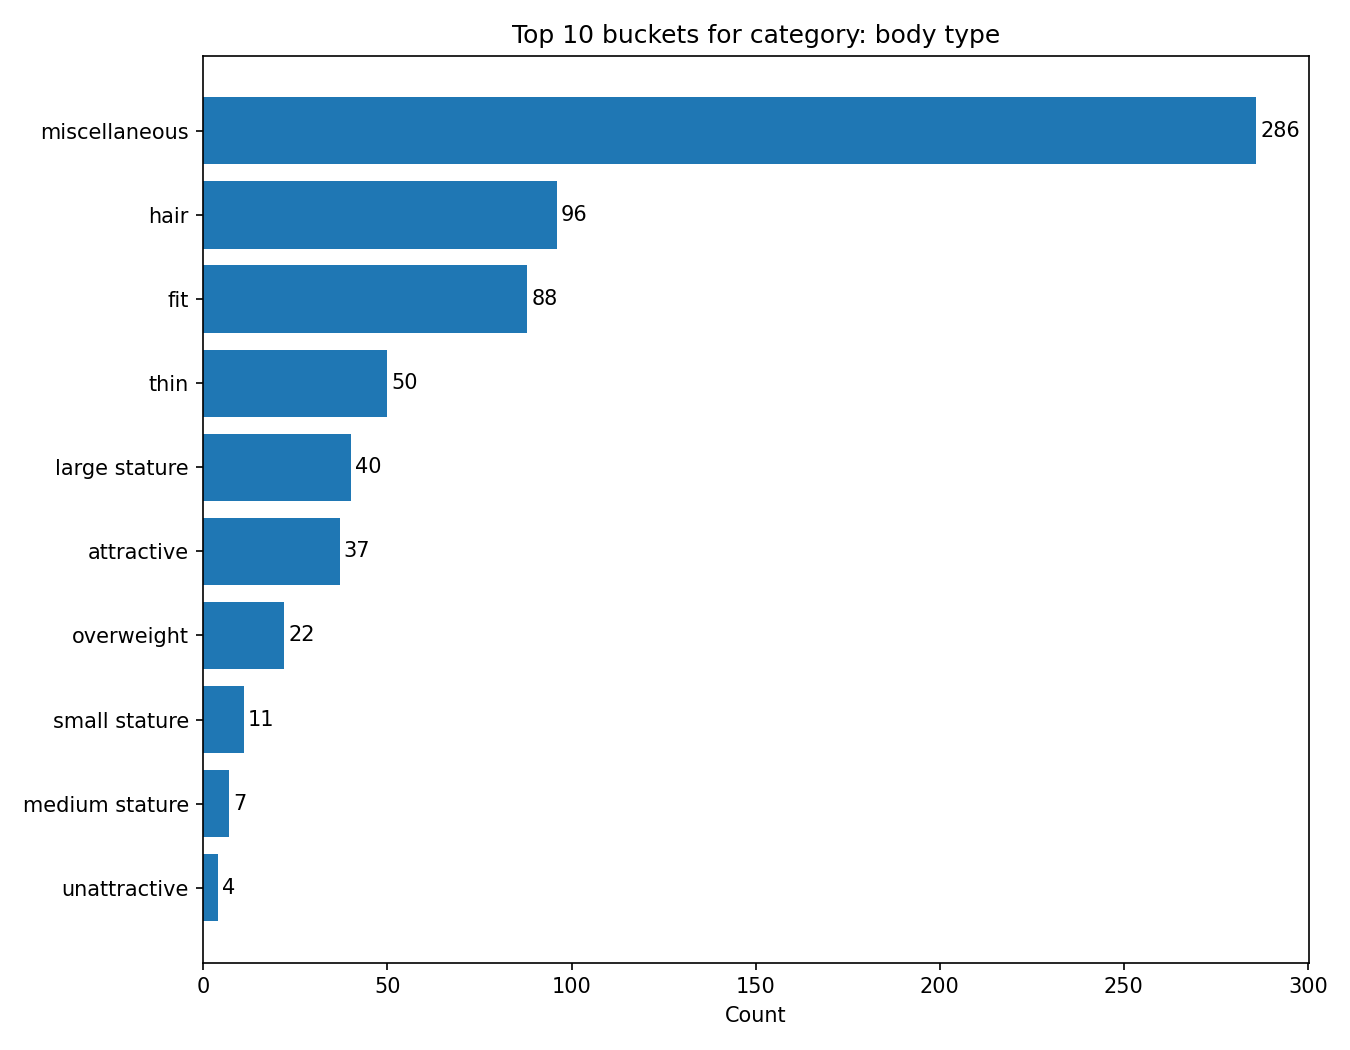 Top 10 buckets for category: body type
miscellaneous
286
hair
96
fit
88
thin
50
large stature
40
attractive
37
overweight
22
small stature
11
medium stature
7
unattractive
4
0 50 100 150 200 250 300
Count